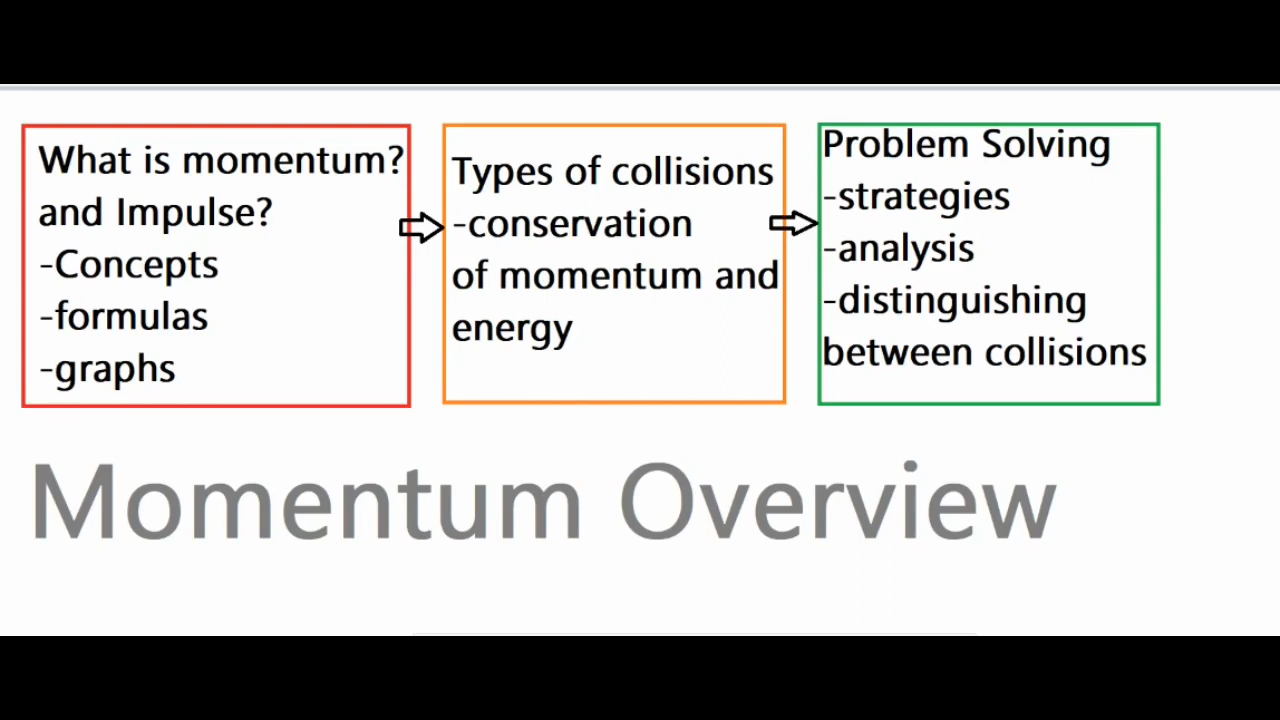 What is momentum?
and Impulse?
-Concepts
-formulas
-graphs
Types of collisions
-conservation
of momentum and
energy
Problem Solving
-strategies
-analysis
-distinguishing
between collisions
Momentum Overview